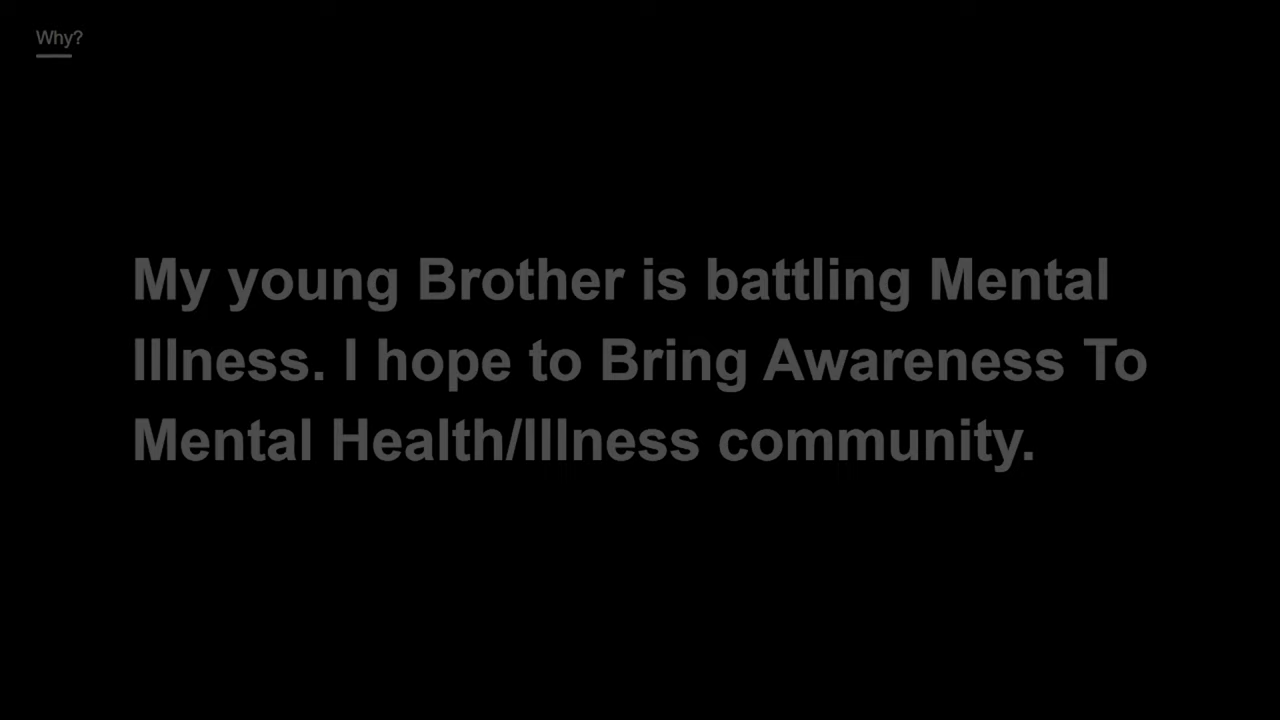 Why?
My young Brother is battling Mental
Illness. I hope to Bring Awareness To
Mental Health/Illness community.